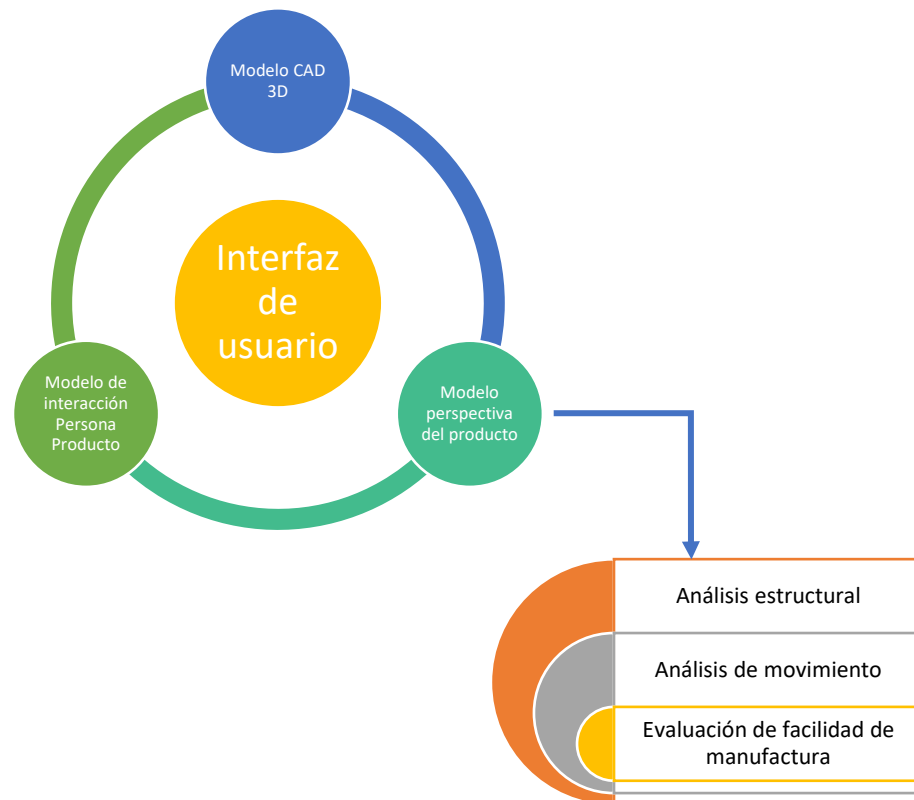 Modelo CAD
3D
Interfaz
de
usuario
Modelo de
interacción
Persona
Producto
Modelo
perspectiva
del producto
Análisis estructural
Análisis de movimiento
Evaluación de facilidad de
manufactura